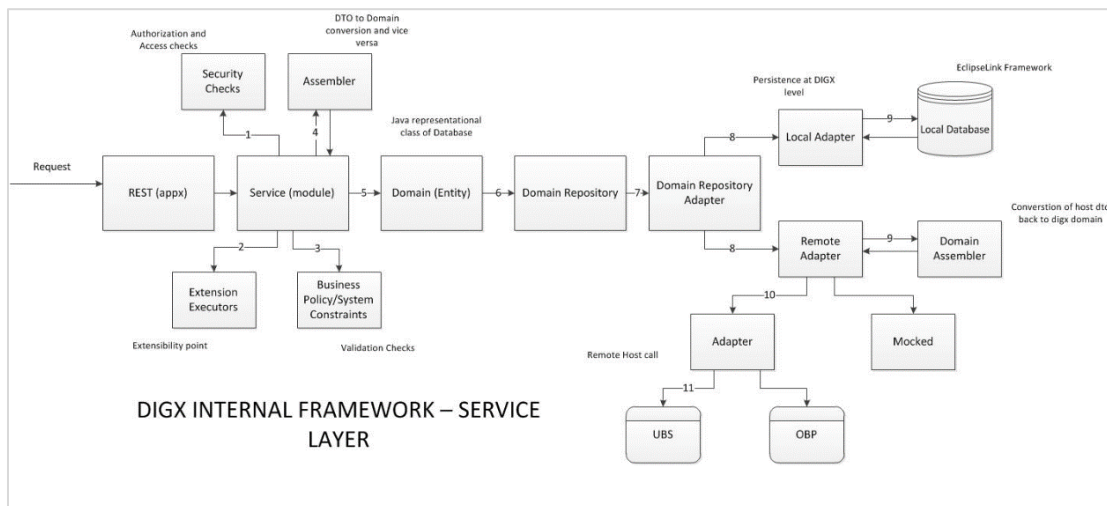 Authorization and
Access checks
DTO to Domain
conversion and vice
versa
Security
Checks
Assembler
1
4
Java representational
class of Database
Persistence at DIGX
level
EclipseLink Framework
Local Adapter
9
Local Database
8
Request
REST (appx)
Service (module)
5
Domain (Entity)
6
Domain Repository
7
Domain Repository
Adapter
8
Remote
Adapter
9
Domain
Assembler
Converstion of host dto
back to digx domain
2
3
Extension
Executors
Business
Policy/System
Constraints
Extensibility point
Validation Checks
10
Adapter
Mocked
Remote Host call
11
UBS
OBP
DIGX INTERNAL FRAMEWORK – SERVICE
LAYER